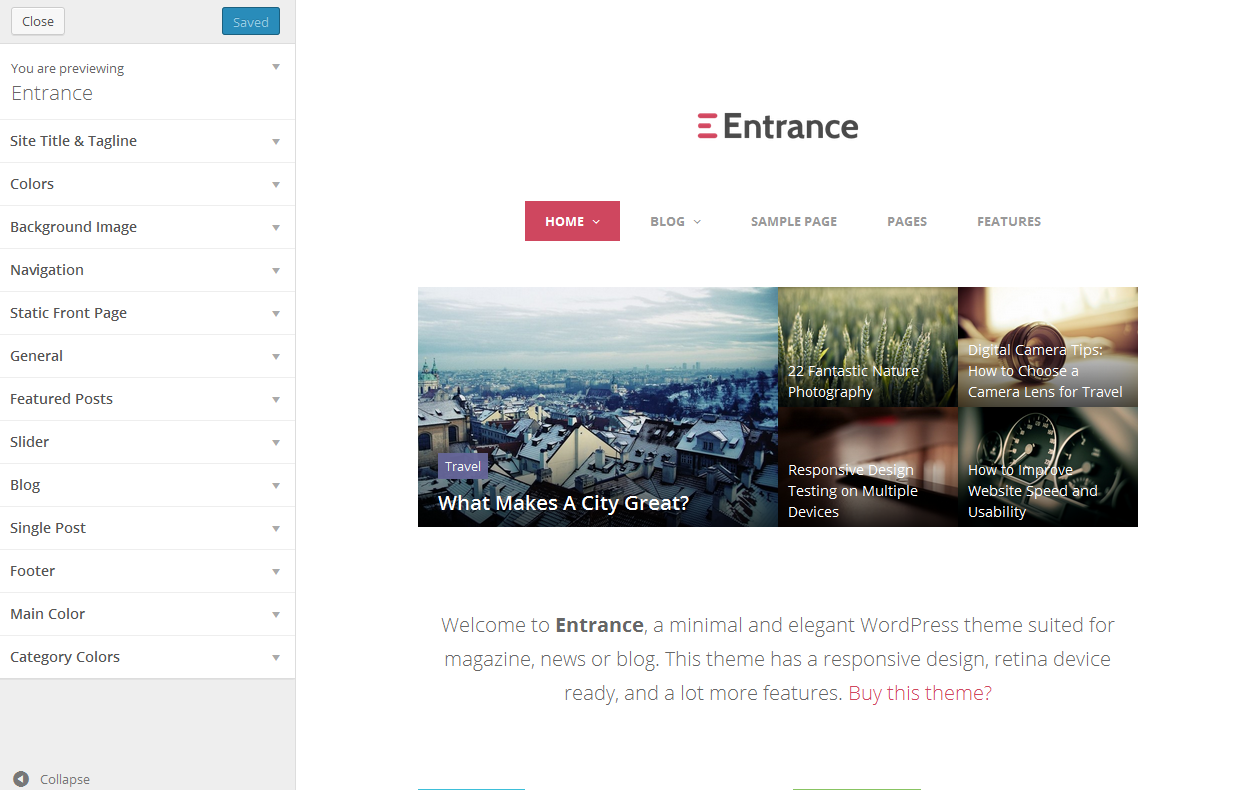 Close
Saved
You are previewing
Entrance
Site Title & Tagline
Colors
Background Image
Navigation
Static Front Page
General
Featured Posts
Slider
Blog
Single Post
Footer
Main Color
Category Colors
Collapse
Entrance
HOME
BLOG
SAMPLE PAGE
PAGES
FEATURES
Travel
What Makes A City Great?
22 Fantastic Nature
Photography
Digital Camera Tips:
How to Choose a
Camera Lens for Travel
Responsive Design
Testing on Multiple
Devices
How to Improve
Website Speed and
Usability
Welcome to Entrance, a minimal and elegant WordPress theme suited for
magazine, news or blog. This theme has a responsive design, retina device
ready, and a lot more features. Buy this theme?